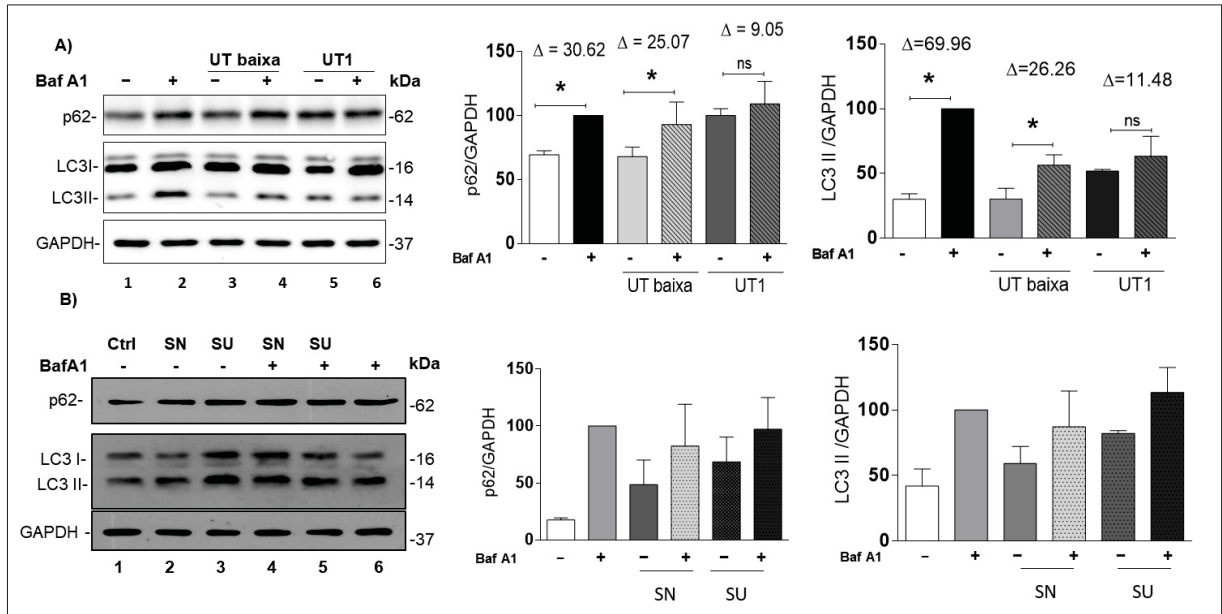 A)
UT baixa UT1
Baf A1 – + – + – + kDa
p62- -62
LC3I- -16
LC3II- -14
GAPDH- -37
1 2 3 4 5 6
p62/GAPDH
150
100
50
0
Δ = 30.62 Δ = 25.07 Δ = 9.05
* * ns
Baf A1 - + - + - +
UT baixa UT1
LC3 II /GAPDH
150
100
50
0
Δ=69.96 Δ=26.26 Δ=11.48
* * ns
Baf A1 - + - + - +
UT baixa UT1
B)
Ctrl SN SU SN SU
BafA1 - - - + + + kDa
p62- -62
LC3 I- -16
LC3 II- -14
GAPDH - -37
1 2 3 4 5 6
p62/GAPDH
150
100
50
0
Baf A1 – + – + – +
SN SU
LC3 II /GAPDH
150
100
50
0
Baf A1 – + – + – +
SN SU